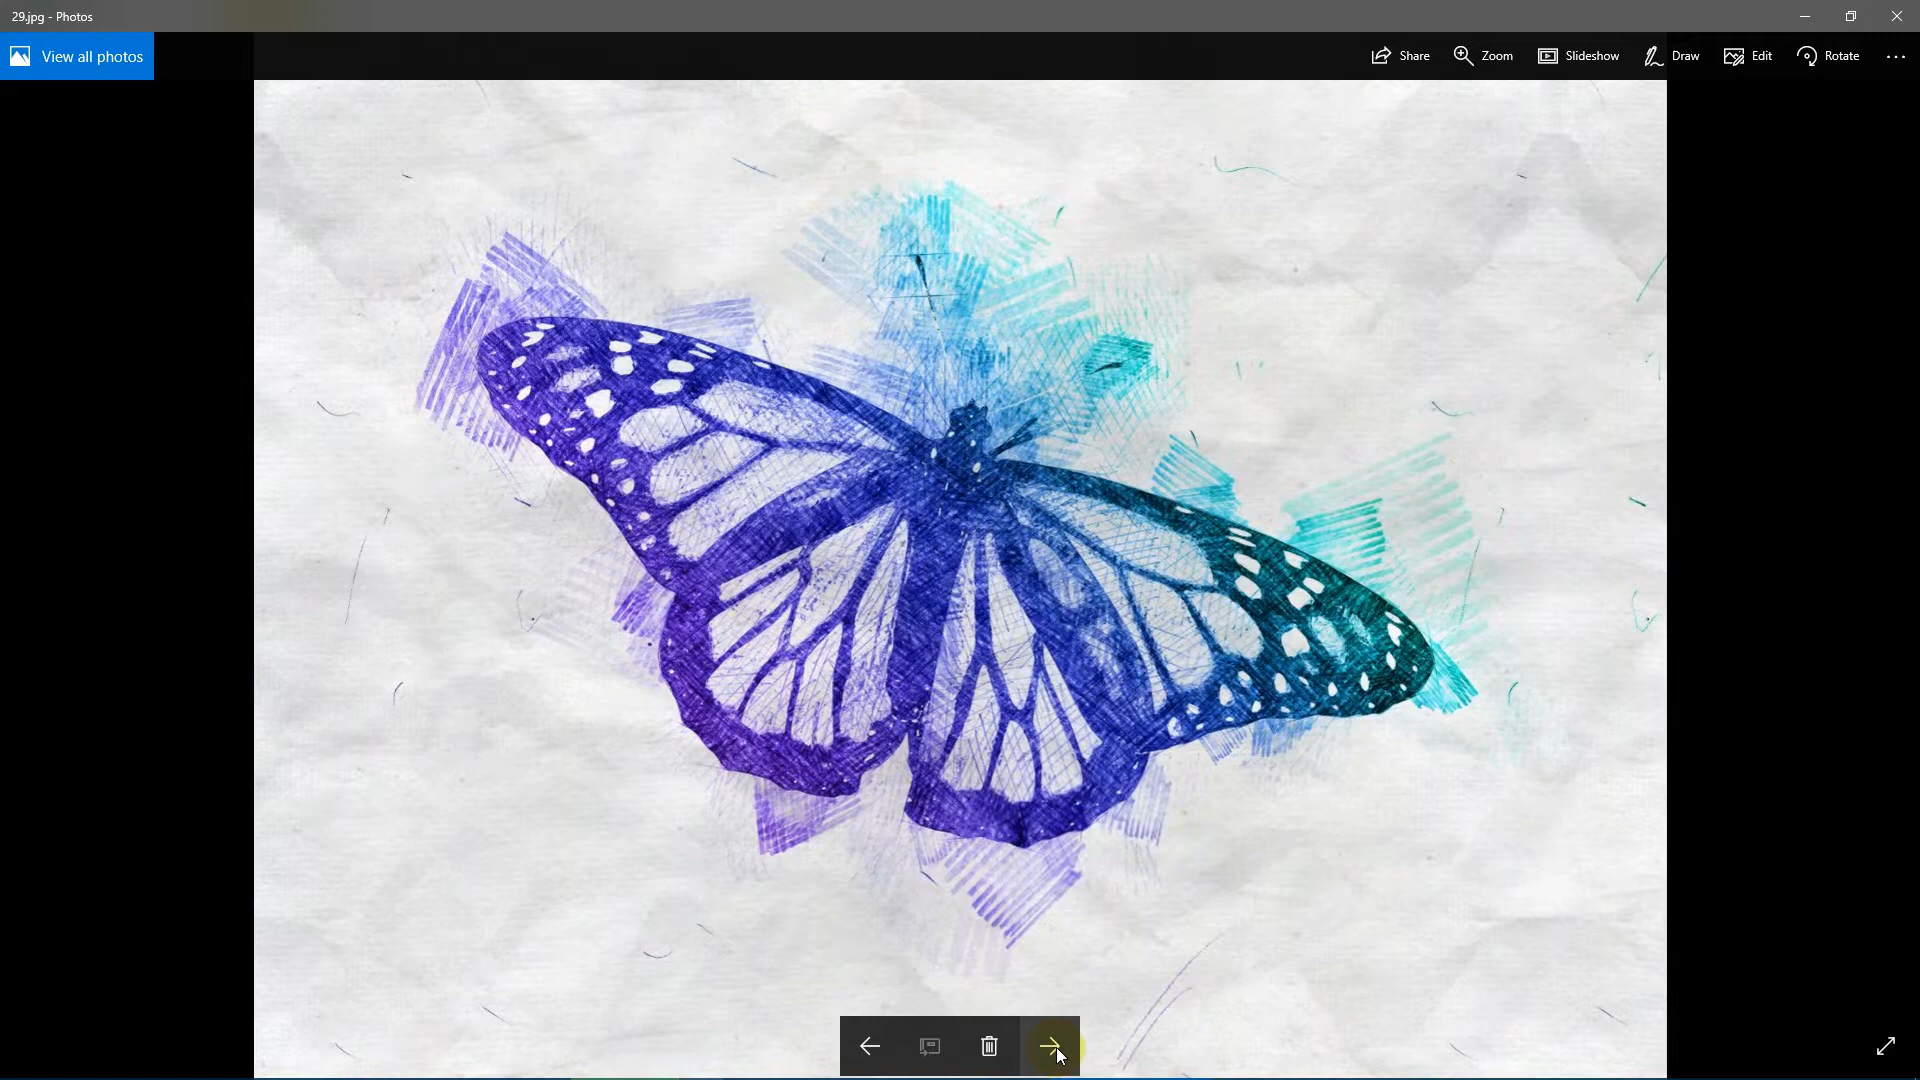 29.jpg - Photos
View all photos
Share
Zoom
Slideshow
Draw
Edit
Rotate